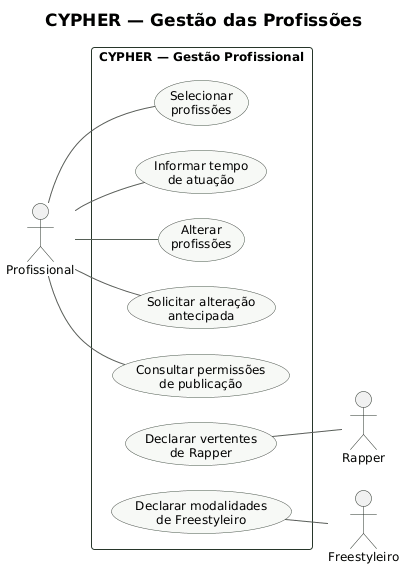 CYPHER — Gestão das Profissões
CYPHER — Gestão Profissional
Selecionar
profissões
Informar tempo
de atuação
Alterar
profissões
Profissional
Solicitar alteração
antecipada
Consultar permissões
de publicação
Declarar vertentes
de Rapper
Rapper
Declarar modalidades
de Freestyleiro
Freestyleiro